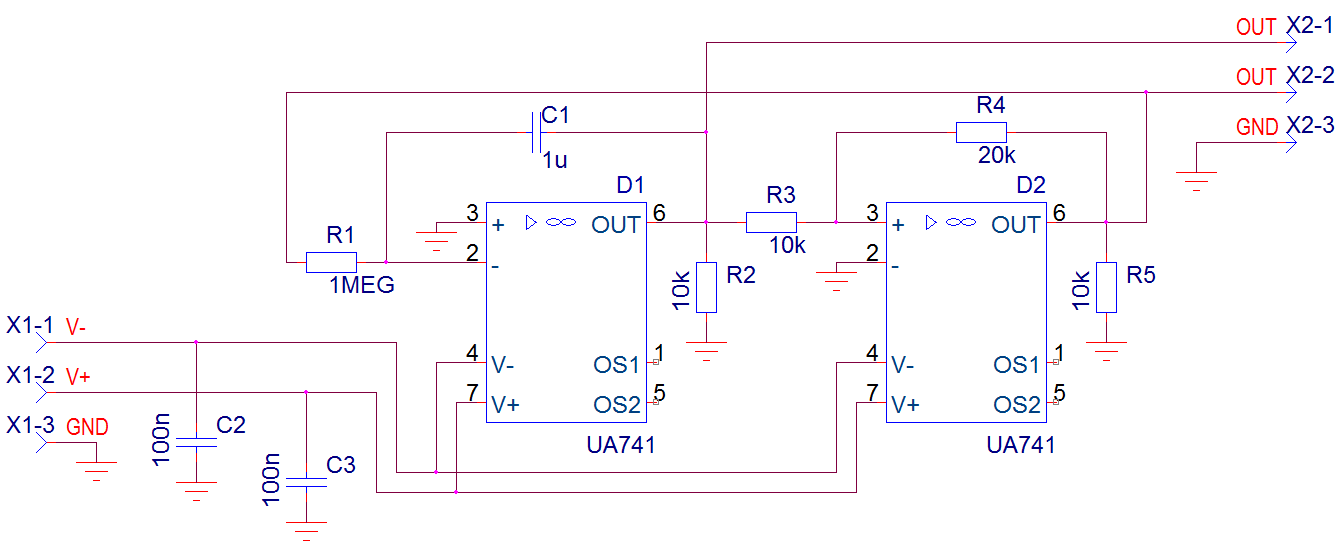 OUT X2-1
OUT X2-2
GND X2-3
C1
1u
R4
20k
D1
D2
R3
10k
3 + ▷ ∞ OUT 6
2 -
3 + ▷ ∞ OUT 6
2 -
R1
1MEG
10k R2
10k R5
X1-1 V-
X1-2 V+
X1-3 GND
4 V- OS1 1
7 V+ OS2 5
4 V- OS1 1
7 V+ OS2 5
100n C2
100n C3
UA741
UA741